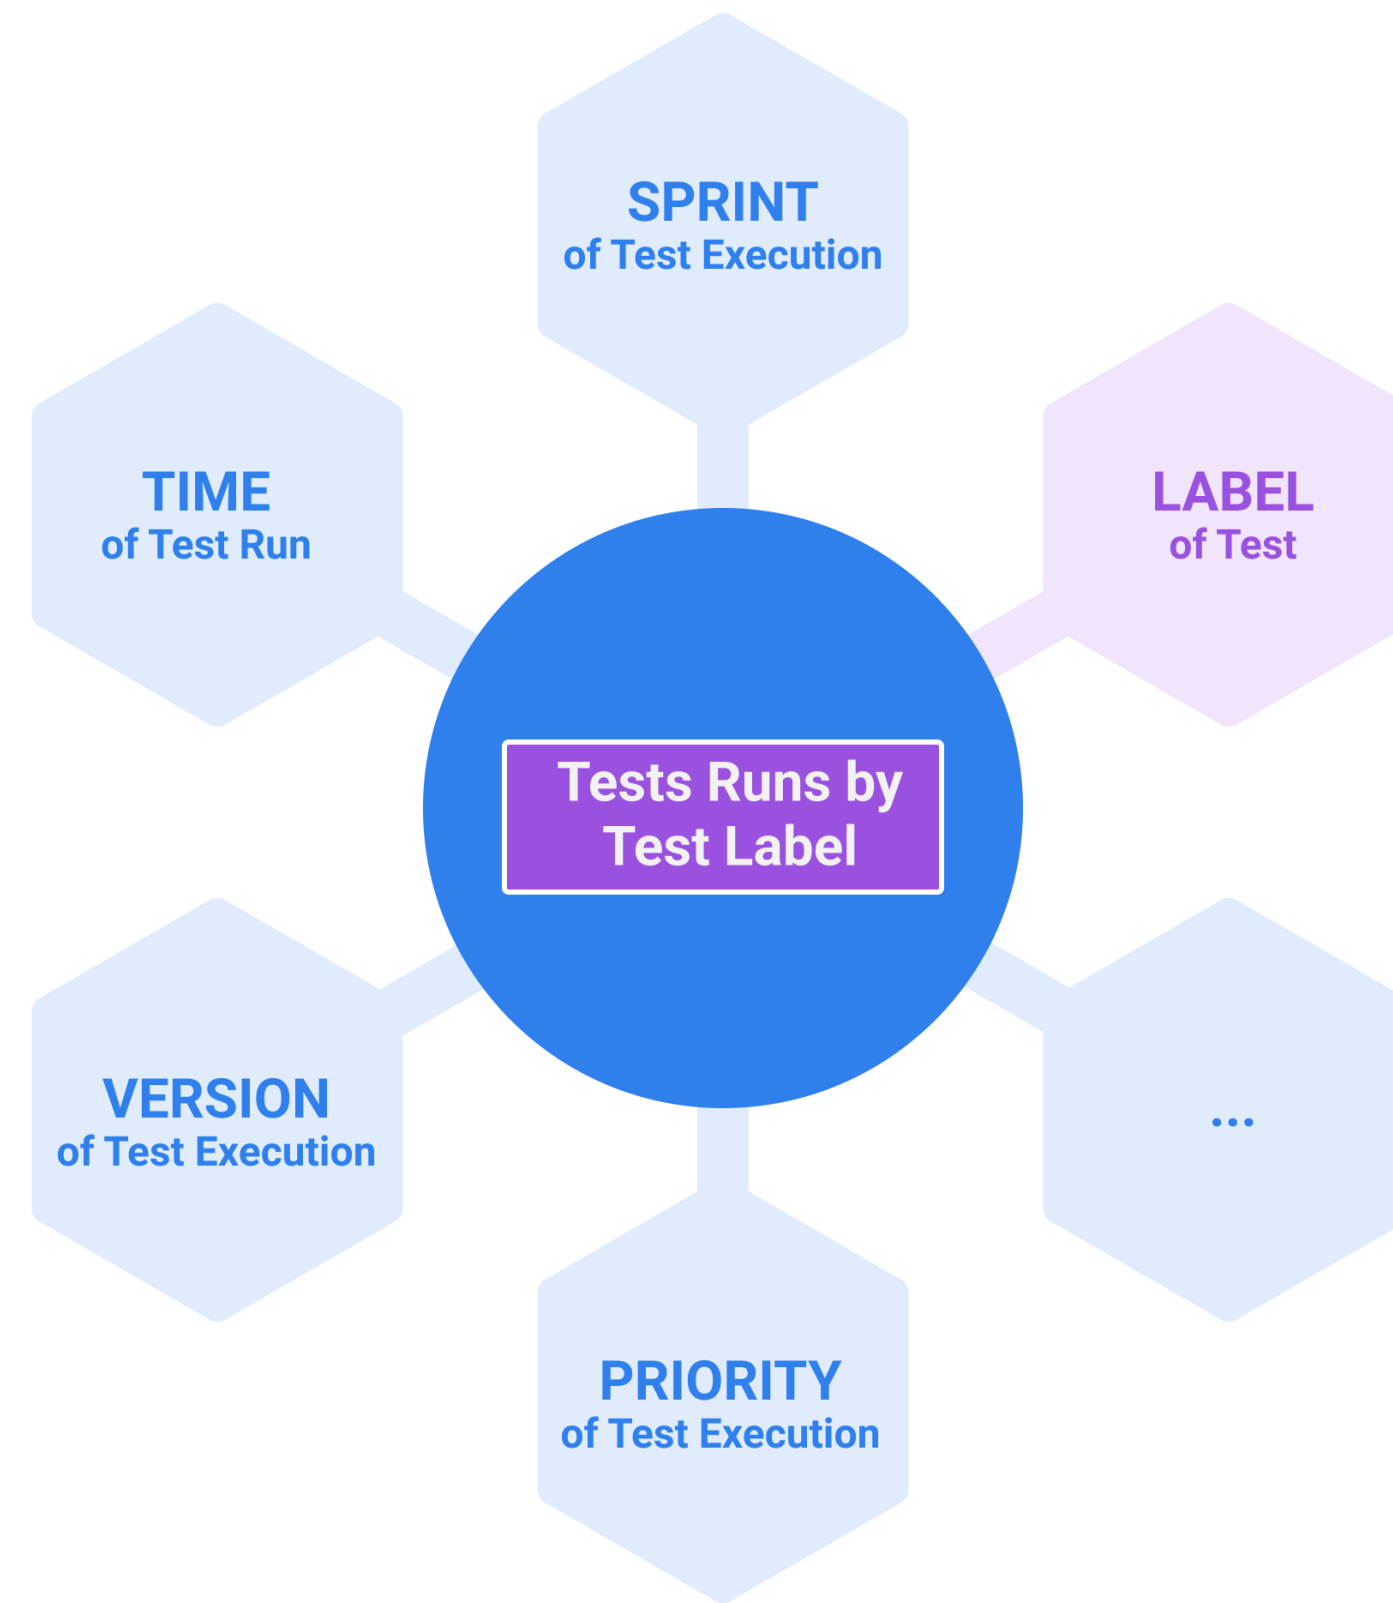 SPRINT
of Test Execution
TIME
of Test Run
LABEL
of Test
Tests Runs by
Test Label
VERSION
of Test Execution
...
PRIORITY
of Test Execution